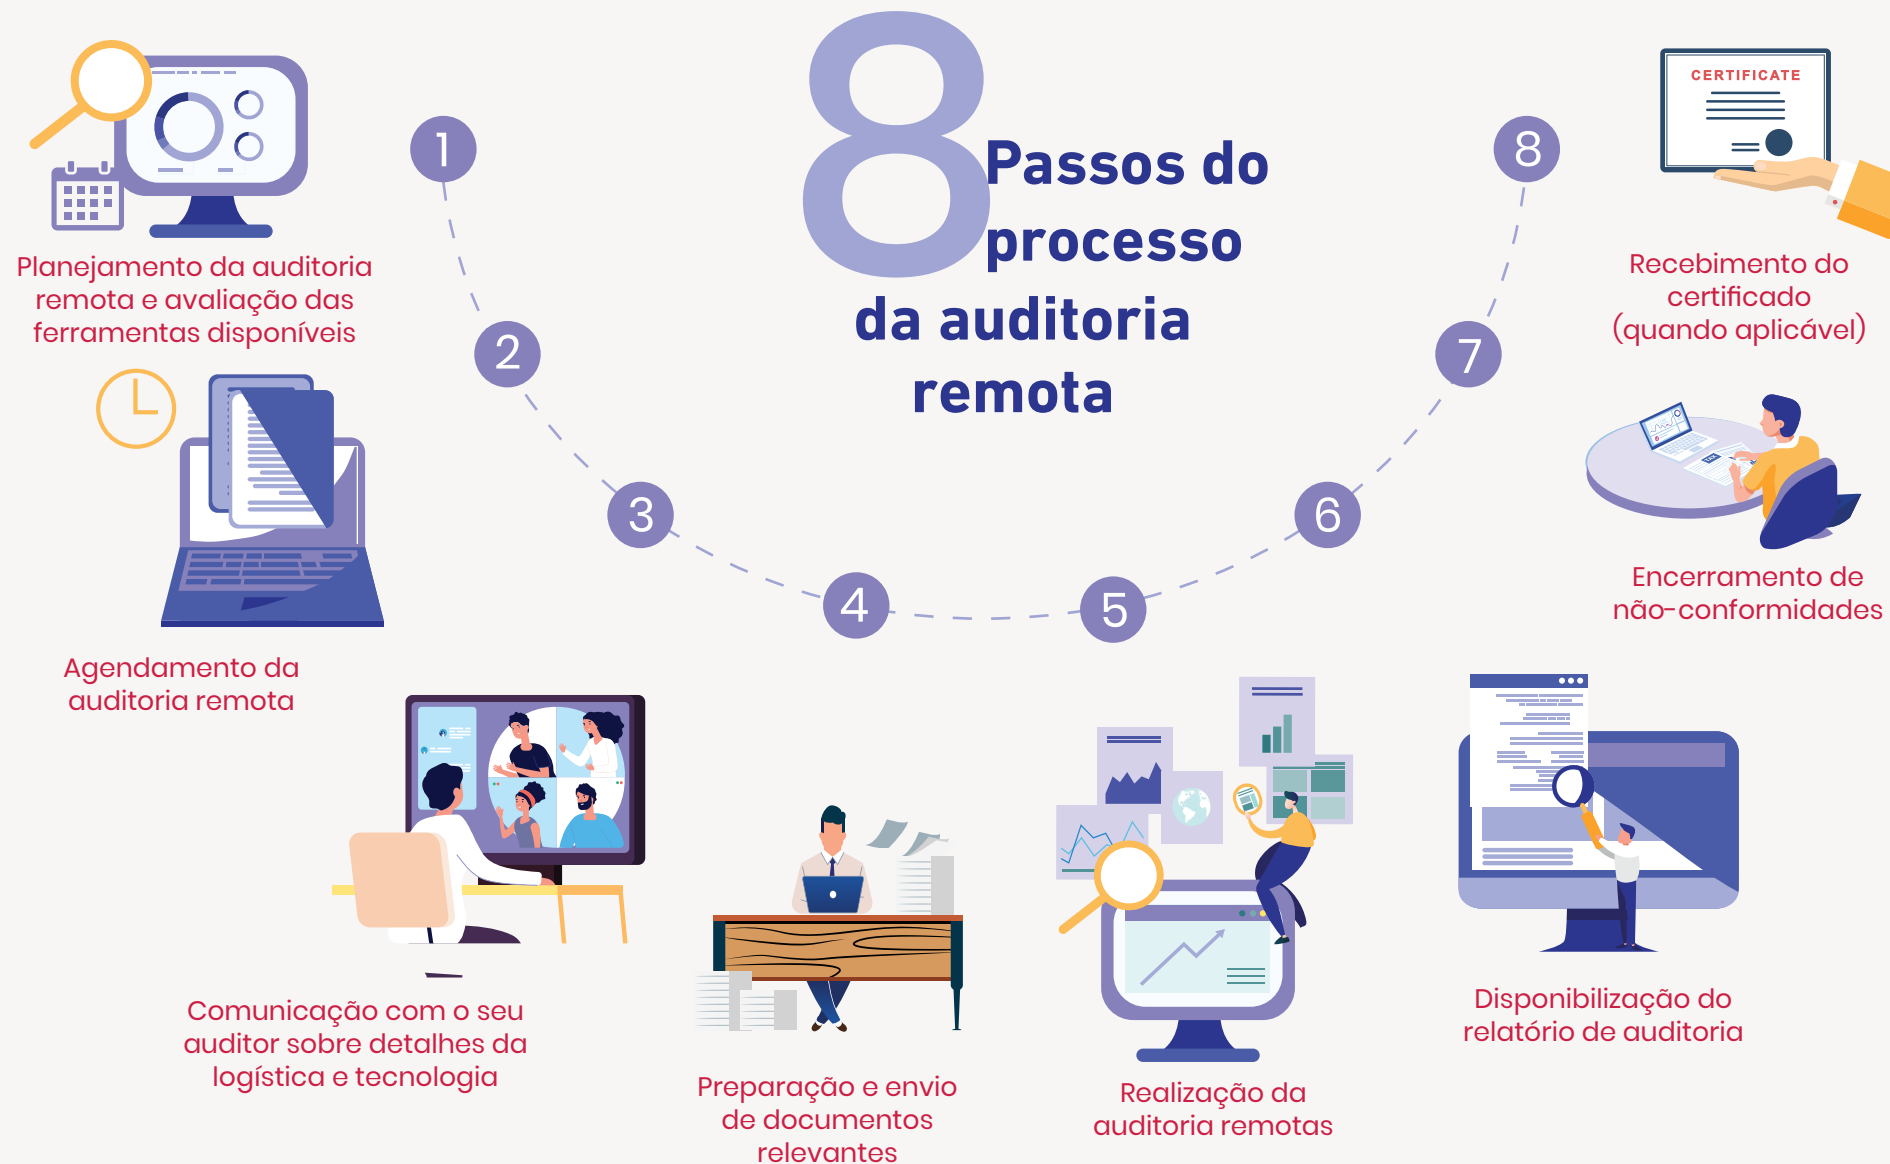 8
Passos do
processo
da auditoria
remota
1
Planejamento da auditoria
remota e avaliação das
ferramentas disponíveis
2
Agendamento da
auditoria remota
3
Comunicação com o seu
auditor sobre detalhes da
logística e tecnologia
4
Preparação e envio
de documentos
relevantes
5
Realização da
auditoria remotas
6
Disponibilização do
relatório de auditoria
7
Encerramento de
não-conformidades
8
CERTIFICATE
Recebimento do
certificado
(quando aplicável)